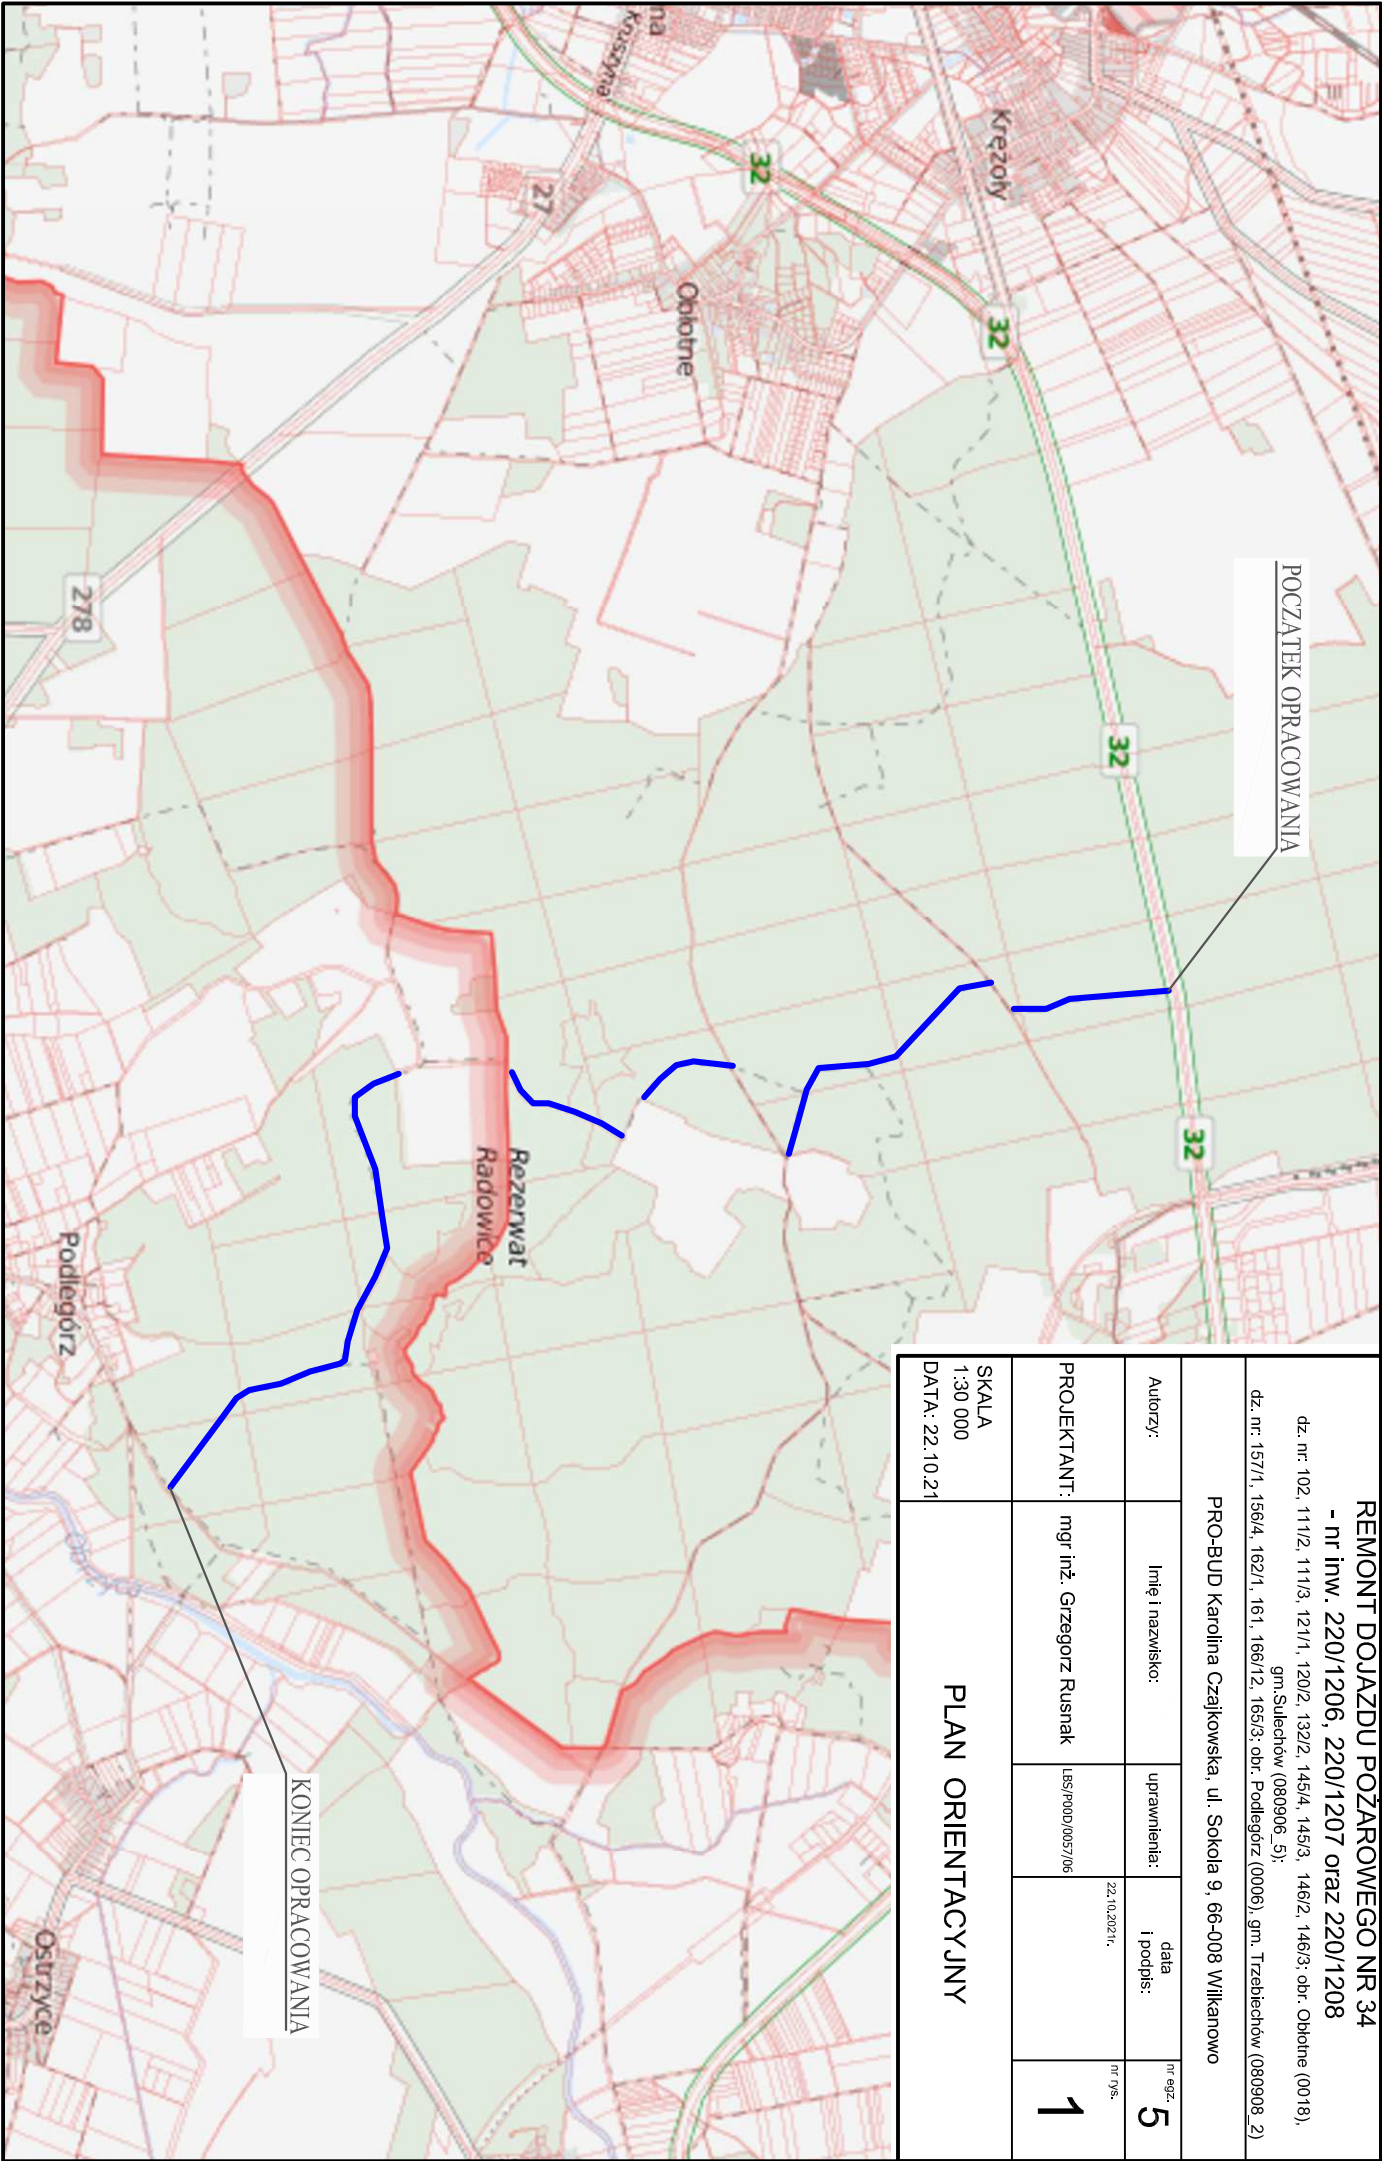 REMONT DOJAZDU POŻAROWEGO NR 34
- nr inw. 220/1206, 220/1207 oraz 220/1208
dz. nr: 102, 111/2, 111/3, 121/1, 120/2, 132/2, 145/4, 145/3, 146/2, 146/3; obr. Obłotne (0018),
gm.Sulechów (080906_5);
dz. nr: 157/1, 156/4, 162/1, 161, 166/12, 165/3; obr. Podlegórz (0006), gm. Trzebiechów (080908_2)
PRO-BUD Karolina Czajkowska, ul. Sokola 9, 66-008 Wilkanowo
Autorzy:
Imię i nazwisko:
uprawnienia:
data
i podpis:
nr egz.
5
PROJEKTANT:
mgr inż. Grzegorz Rusnak
LBS/P00D/0057/06
22.10.2021r.
nr rys.
1
SKALA
1:30 000
DATA: 22.10.21
PLAN ORIENTACYJNY
POCZATEK OPRACOWANIA
KONIEC OPRACOWANIA
Krężoły
Kruszyna
na
32
32
32
32
27
278
Obłotne
Rezerwat
Radowice
Podlegórz
Obrzyca
Ostrzyce